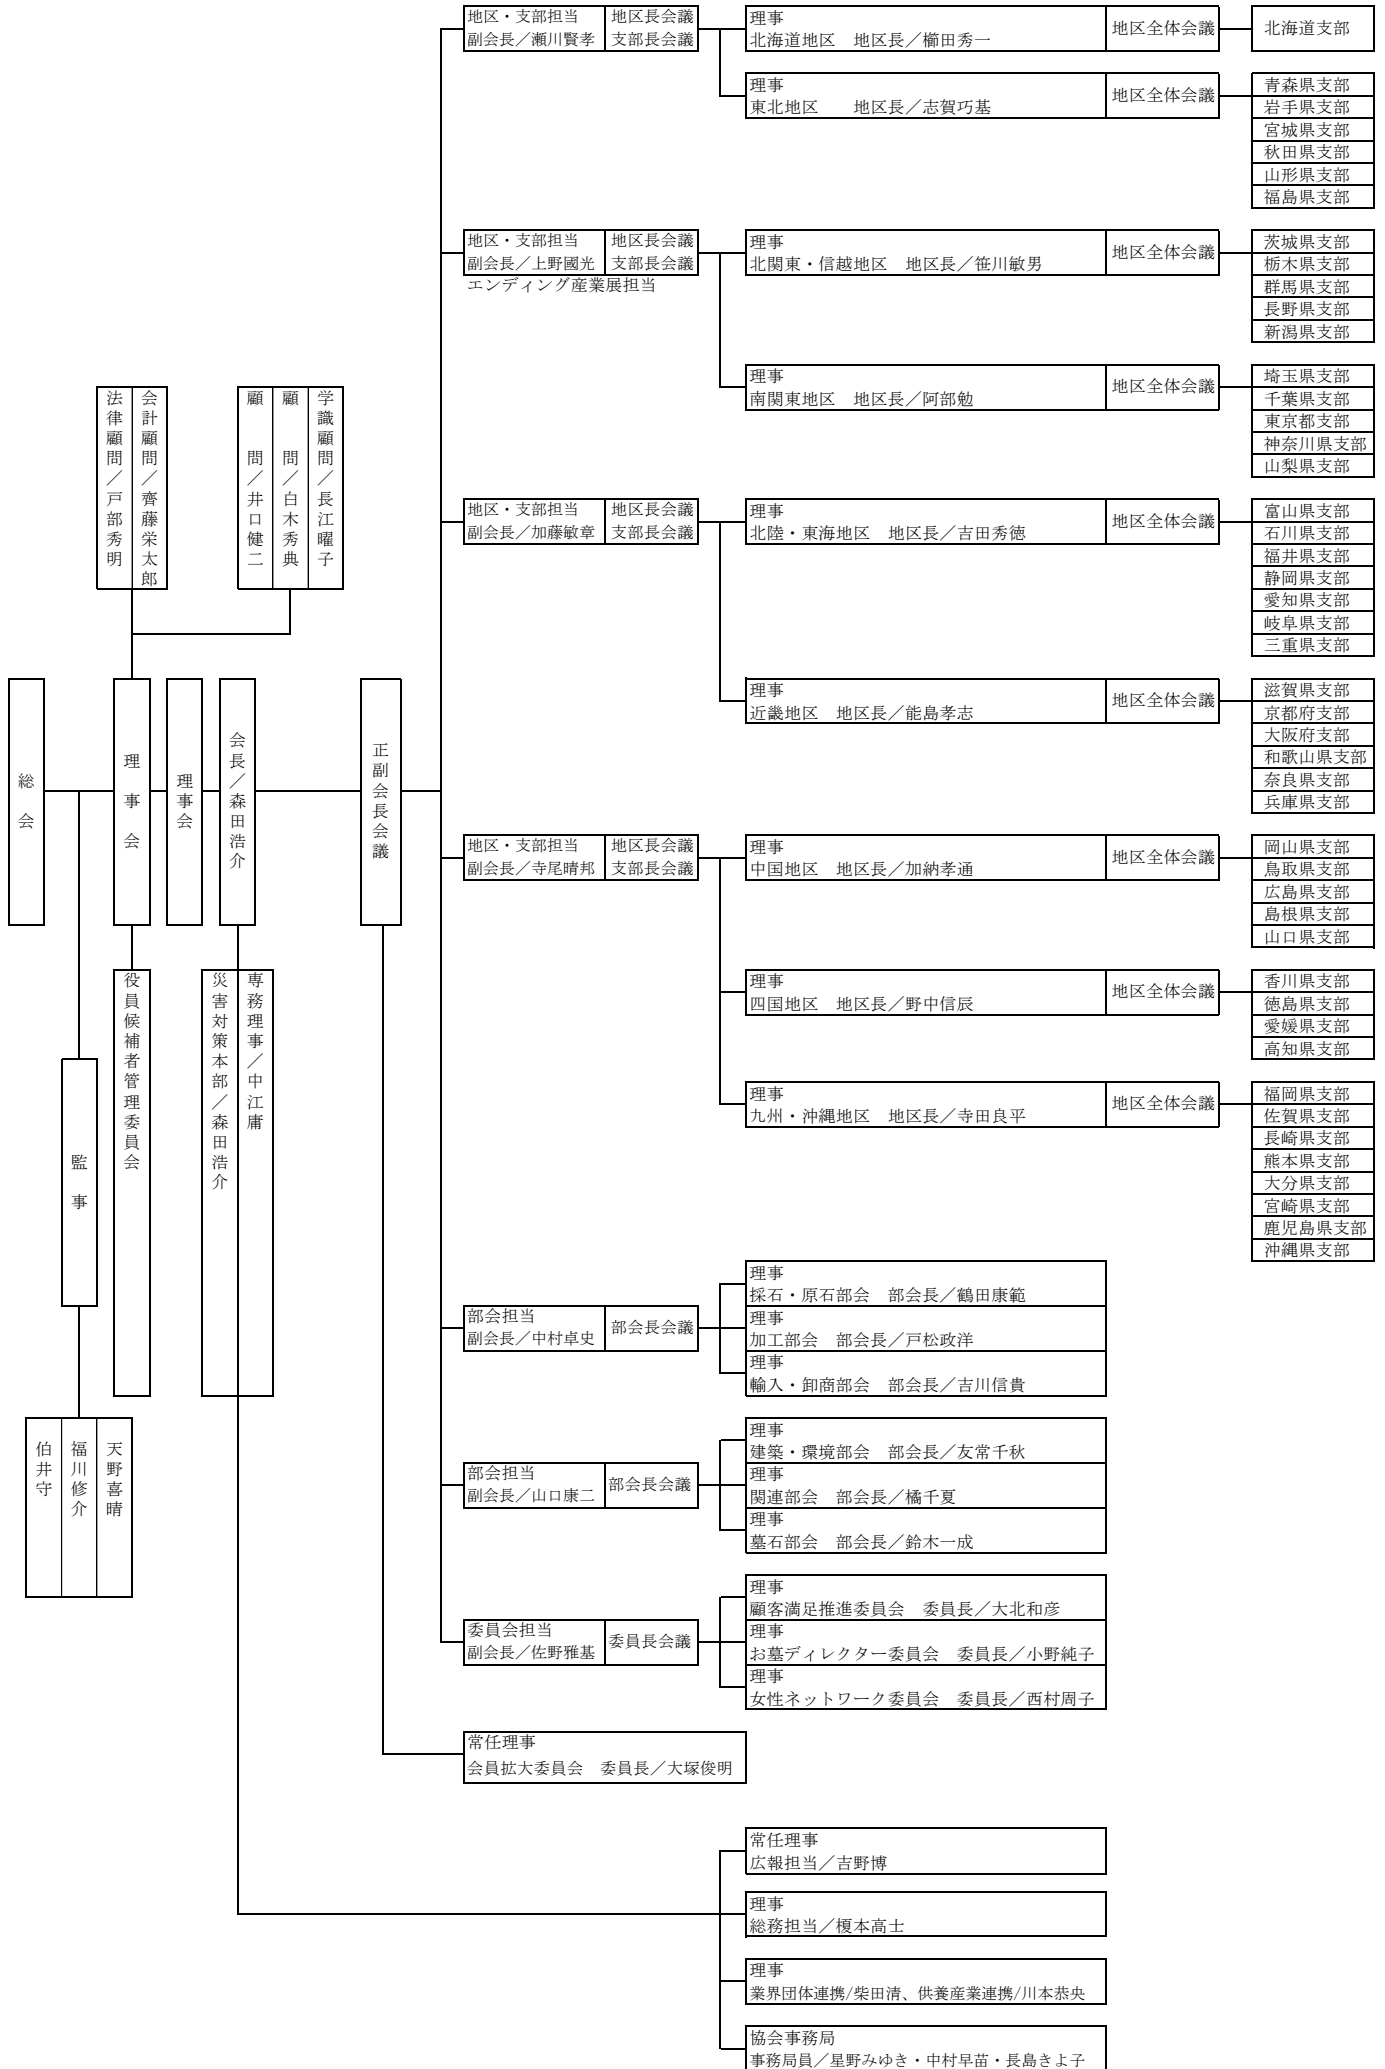 総会
理事会
理事会
会長／森田浩介
正副会長会議
法律顧問／戸部秀明
会計顧問／齊藤栄太郎
顧　問／井口健二
顧　問／白木秀典
学識顧問／長江曜子
監事
伯井守
福川修介
天野喜晴
役員候補者管理委員会
災害対策本部／森田浩介
専務理事／中江庸
地区・支部担当
副会長／瀬川賢孝
地区長会議
支部長会議
理事
北海道地区　地区長／櫛田秀一
地区全体会議
北海道支部
理事
東北地区　　地区長／志賀巧基
地区全体会議
青森県支部
岩手県支部
宮城県支部
秋田県支部
山形県支部
福島県支部
地区・支部担当
副会長／上野國光
地区長会議
支部長会議
エンディング産業展担当
理事
北関東・信越地区　地区長／笹川敏男
地区全体会議
茨城県支部
栃木県支部
群馬県支部
長野県支部
新潟県支部
理事
南関東地区　地区長／阿部勉
地区全体会議
埼玉県支部
千葉県支部
東京都支部
神奈川県支部
山梨県支部
地区・支部担当
副会長／加藤敏章
地区長会議
支部長会議
理事
北陸・東海地区　地区長／吉田秀徳
地区全体会議
富山県支部
石川県支部
福井県支部
静岡県支部
愛知県支部
岐阜県支部
三重県支部
理事
近畿地区　地区長／能島孝志
地区全体会議
滋賀県支部
京都府支部
大阪府支部
和歌山県支部
奈良県支部
兵庫県支部
地区・支部担当
副会長／寺尾晴邦
地区長会議
支部長会議
理事
中国地区　地区長／加納孝通
地区全体会議
岡山県支部
鳥取県支部
広島県支部
島根県支部
山口県支部
理事
四国地区　地区長／野中信辰
地区全体会議
香川県支部
徳島県支部
愛媛県支部
高知県支部
理事
九州・沖縄地区　地区長／寺田良平
地区全体会議
福岡県支部
佐賀県支部
長崎県支部
熊本県支部
大分県支部
宮崎県支部
鹿児島県支部
沖縄県支部
部会担当
副会長／中村卓史
部会長会議
理事
採石・原石部会　部会長／鶴田康範
理事
加工部会　部会長／戸松政洋
理事
輸入・卸商部会　部会長／吉川信貴
部会担当
副会長／山口康二
部会長会議
理事
建築・環境部会　部会長／友常千秋
理事
関連部会　部会長／橘千夏
理事
墓石部会　部会長／鈴木一成
委員会担当
副会長／佐野雅基
委員長会議
理事
顧客満足推進委員会　委員長／大北和彦
理事
お墓ディレクター委員会　委員長／小野純子
理事
女性ネットワーク委員会　委員長／西村周子
常任理事
会員拡大委員会　委員長／大塚俊明
常任理事
広報担当／吉野博
理事
総務担当／榎本高士
理事
業界団体連携/柴田清、供養産業連携/川本恭央
協会事務局
事務局員／星野みゆき・中村早苗・長島きよ子